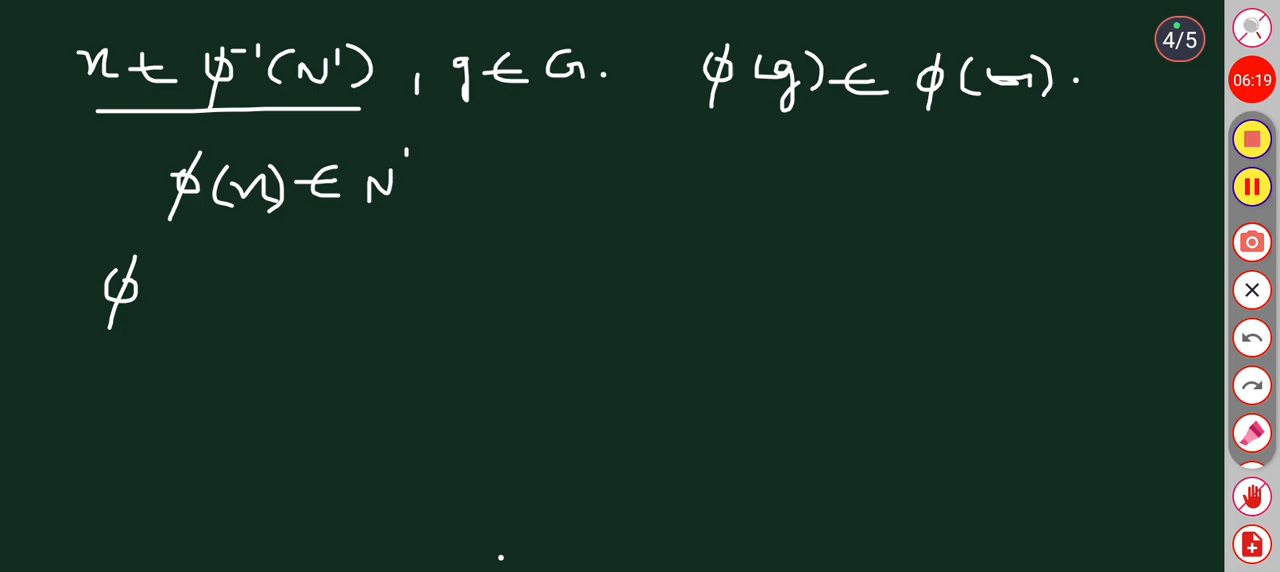 x ∈ φ⁻¹(N'), g ∈ G. φ(g) ∈ φ(G).
φ(x) ∈ N'
φ
4/5
06:19